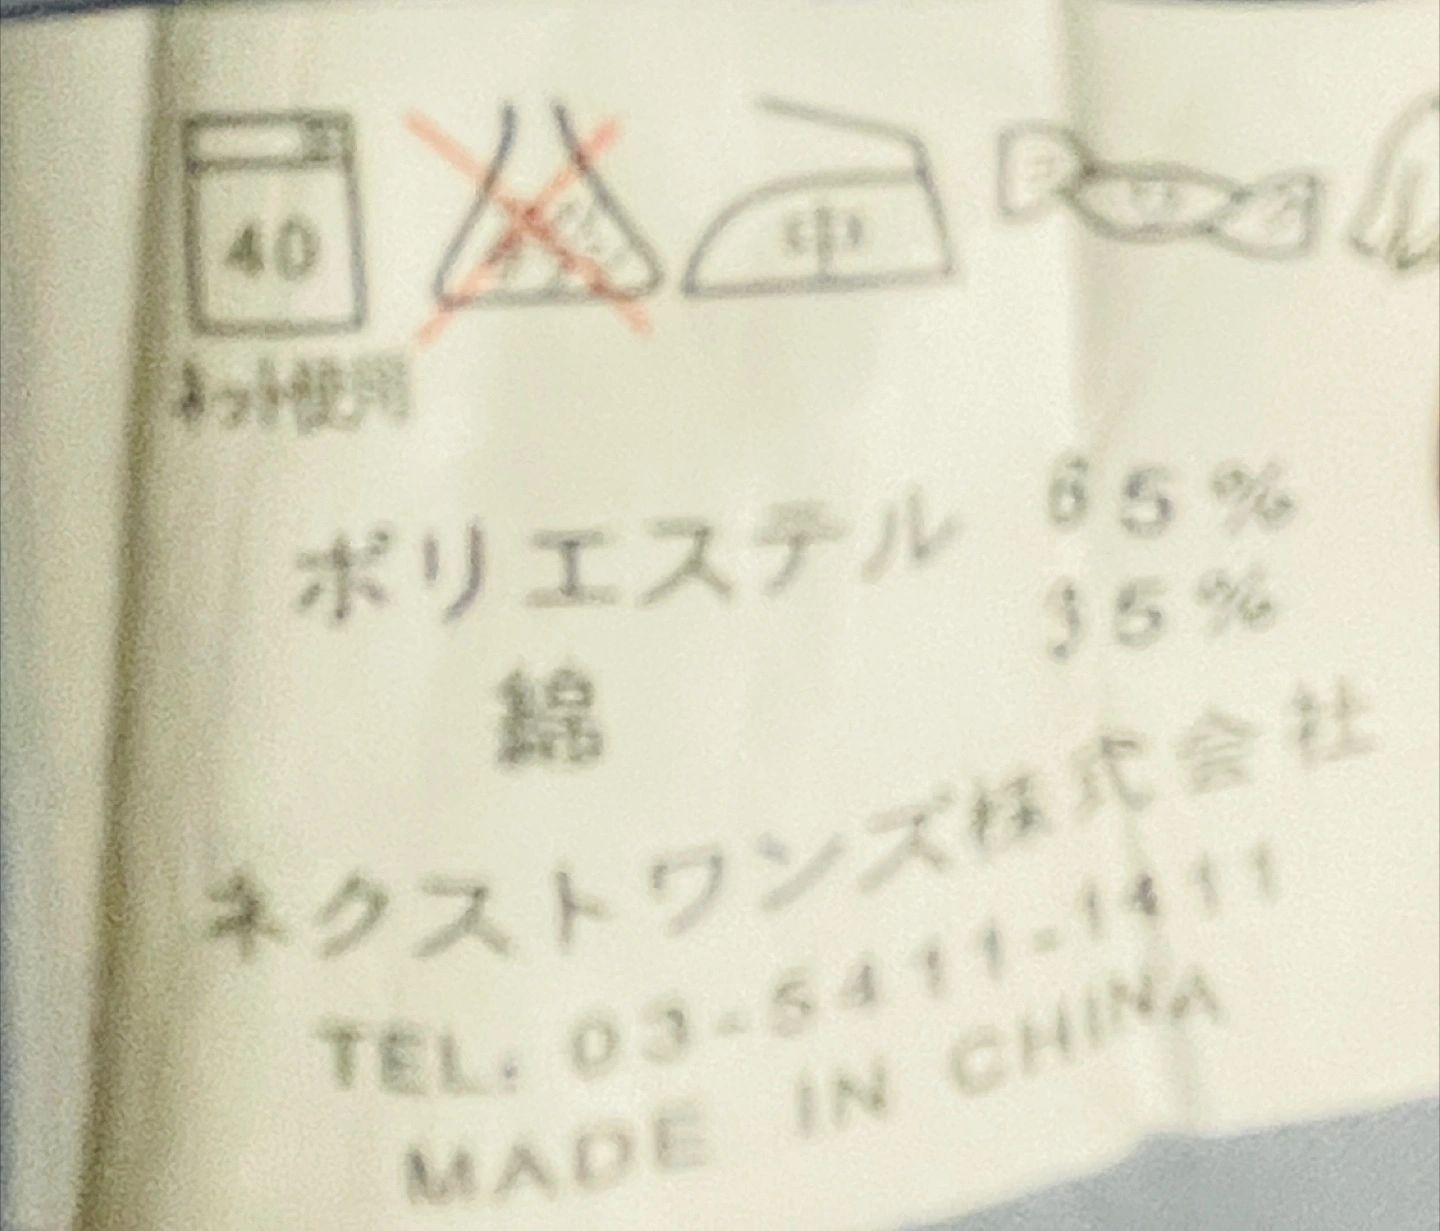 40
中
ネット使用
ポリエステル 65%
綿 35%
ネクストワンズ株式会社
TEL. 03-5411-1411
MADE IN CHINA